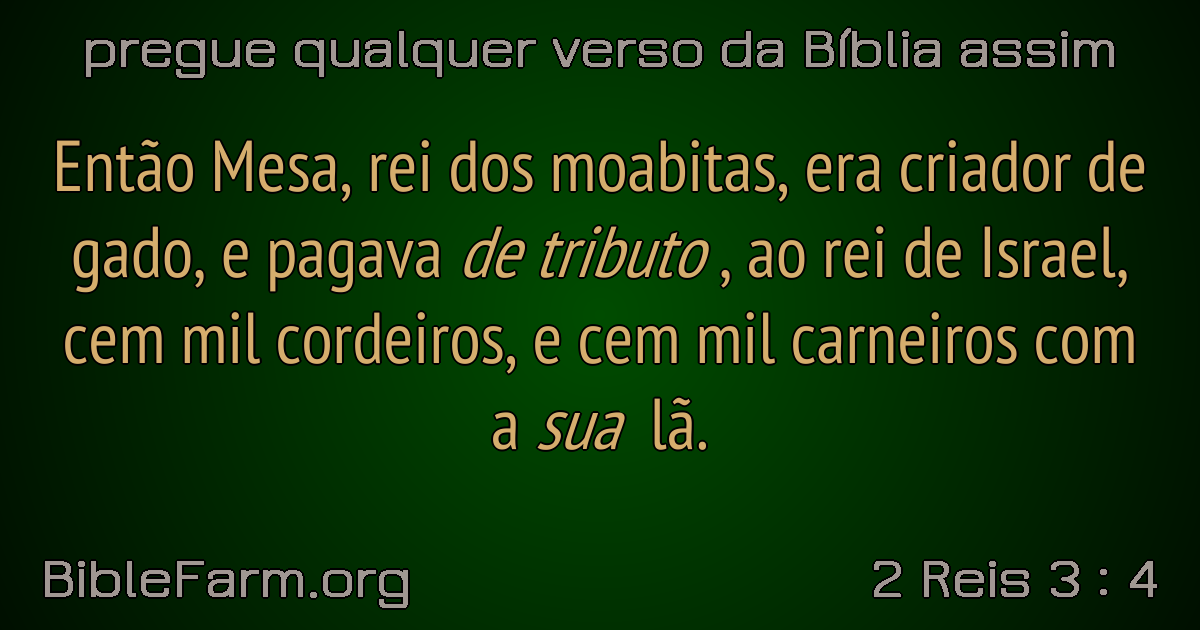 pregue qualquer verso da Bíblia assim
Então Mesa, rei dos moabitas, era criador de
gado, e pagava de tributo , ao rei de Israel,
cem mil cordeiros, e cem mil carneiros com
a sua lã.
BibleFarm.org
2 Reis 3 : 4